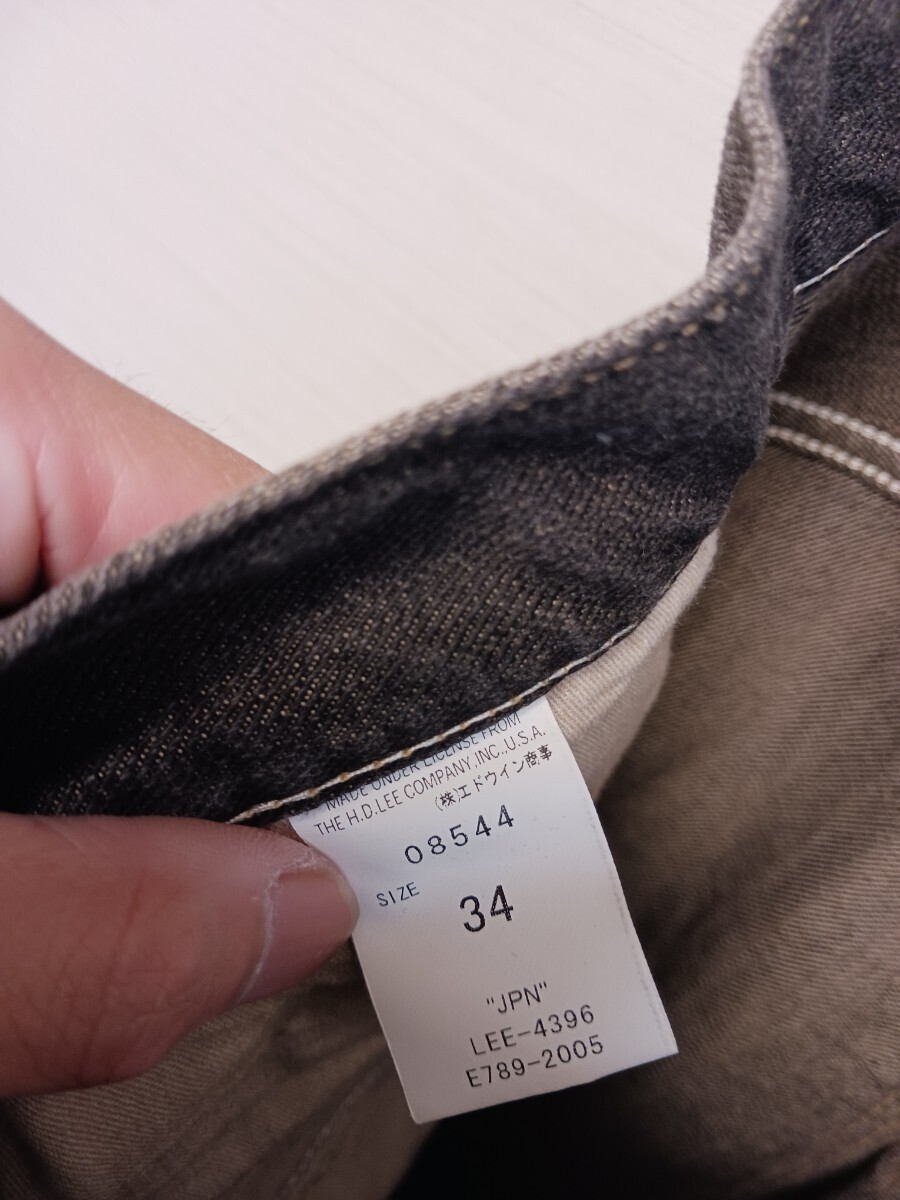 MADE UNDER LICENSE FROM
THE H.D.LEE COMPANY,INC.,U.S.A.
(株)エドウイン商事
08544
SIZE
34
"JPN"
LEE-4396
E789-2005